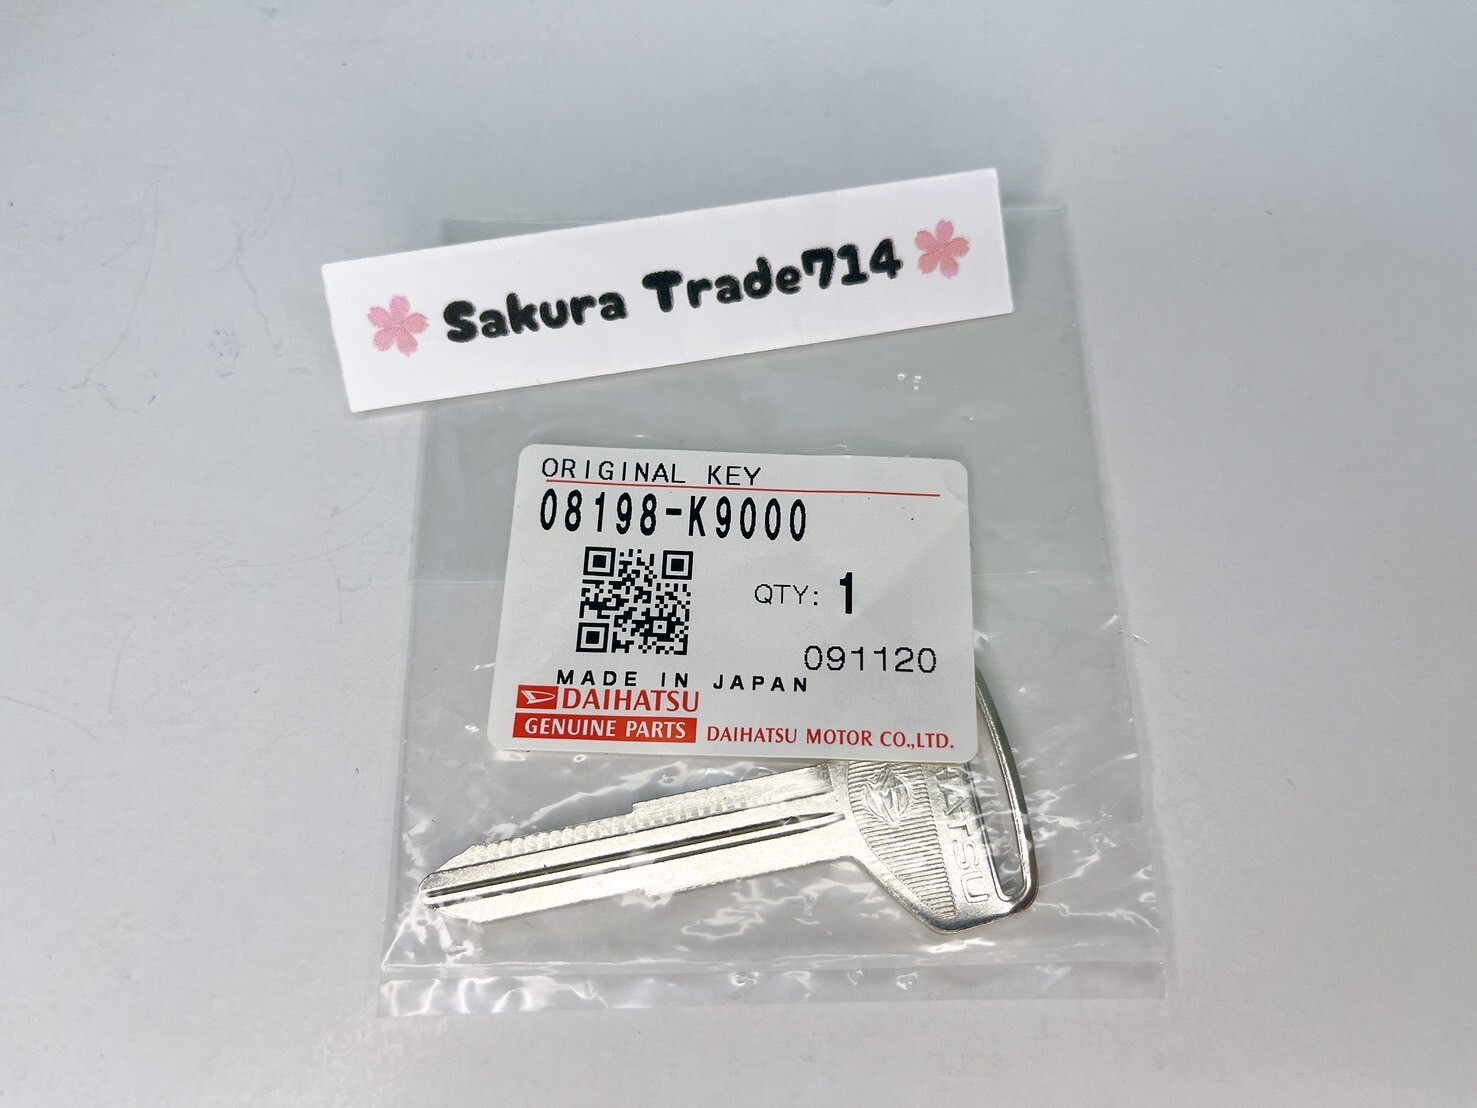 Sakura Trade714
ORIGINAL KEY
08198-K9000
QTY: 1
091120
MADE IN JAPAN
DAIHATSU
GENUINE PARTS
DAIHATSU MOTOR CO.,LTD.
ATSU